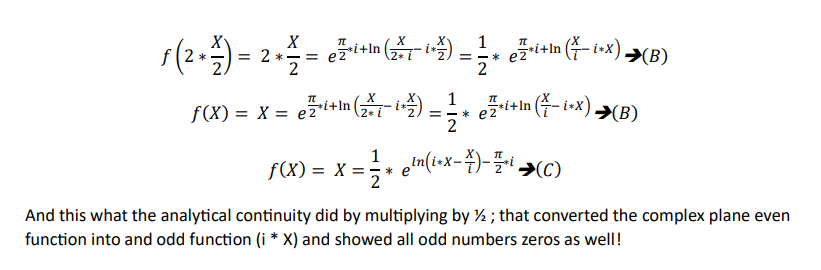 f(2 * X/2) = 2 * X/2 = e^(π/2 * i + ln(X/(2 * i) − i * X/2)) = 1/2 * e^(π/2 * i + ln(X/i − i * X)) ➔(B)
f(X) = X = e^(π/2 * i + ln(X/(2 * i) − i * X/2)) = 1/2 * e^(π/2 * i + ln(X/i − i * X)) ➔(B)
f(X) = X = 1/2 * e^(ln(i * X − X/i) − π/2 * i) ➔(C)
And this what the analytical continuity did by multiplying by ½ ; that converted the complex plane even
function into and odd function (i * X) and showed all odd numbers zeros as well!